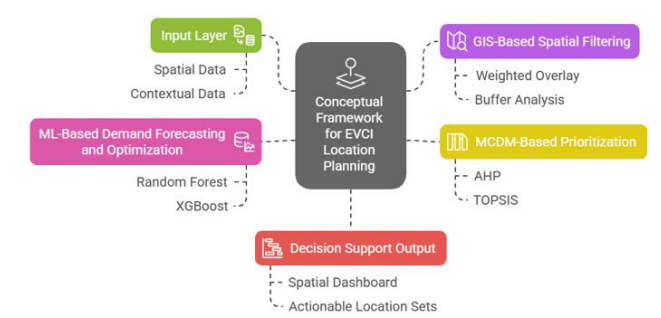 Input Layer
Spatial Data
Contextual Data
ML-Based Demand Forecasting
and Optimization
Random Forest
XGBoost
Conceptual
Framework
for EVCI
Location
Planning
GIS-Based Spatial Filtering
Weighted Overlay
Buffer Analysis
MCDM-Based Prioritization
AHP
TOPSIS
Decision Support Output
Spatial Dashboard
Actionable Location Sets